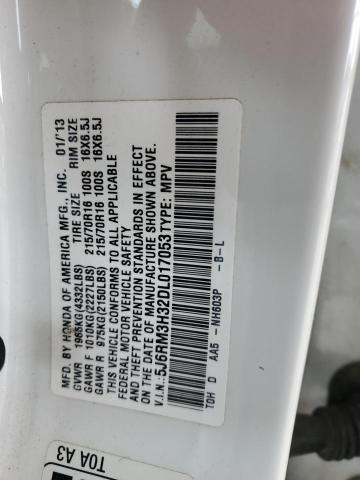 MFD. BY HONDA OF AMERICA MFG., INC. 01/13
GVWR 1965KG(4332LBS) TIRE SIZE RIM SIZE
GAWR F 1010KG(2227LBS) 215/70R16 100S 16X6.5J
GAWR R 975KG(2150LBS) 215/70R16 100S 16X6.5J
THIS VEHICLE CONFORMS TO ALL APPLICABLE
FEDERAL MOTOR VEHICLE SAFETY
AND THEFT PREVENTION STANDARDS IN EFFECT
ON THE DATE OF MANUFACTURE SHOWN ABOVE.
V.I.N.: 5J6RM3H32DL017053 TYPE: MPV
TOH D AA5 - NH603P - B - L
TOA A3